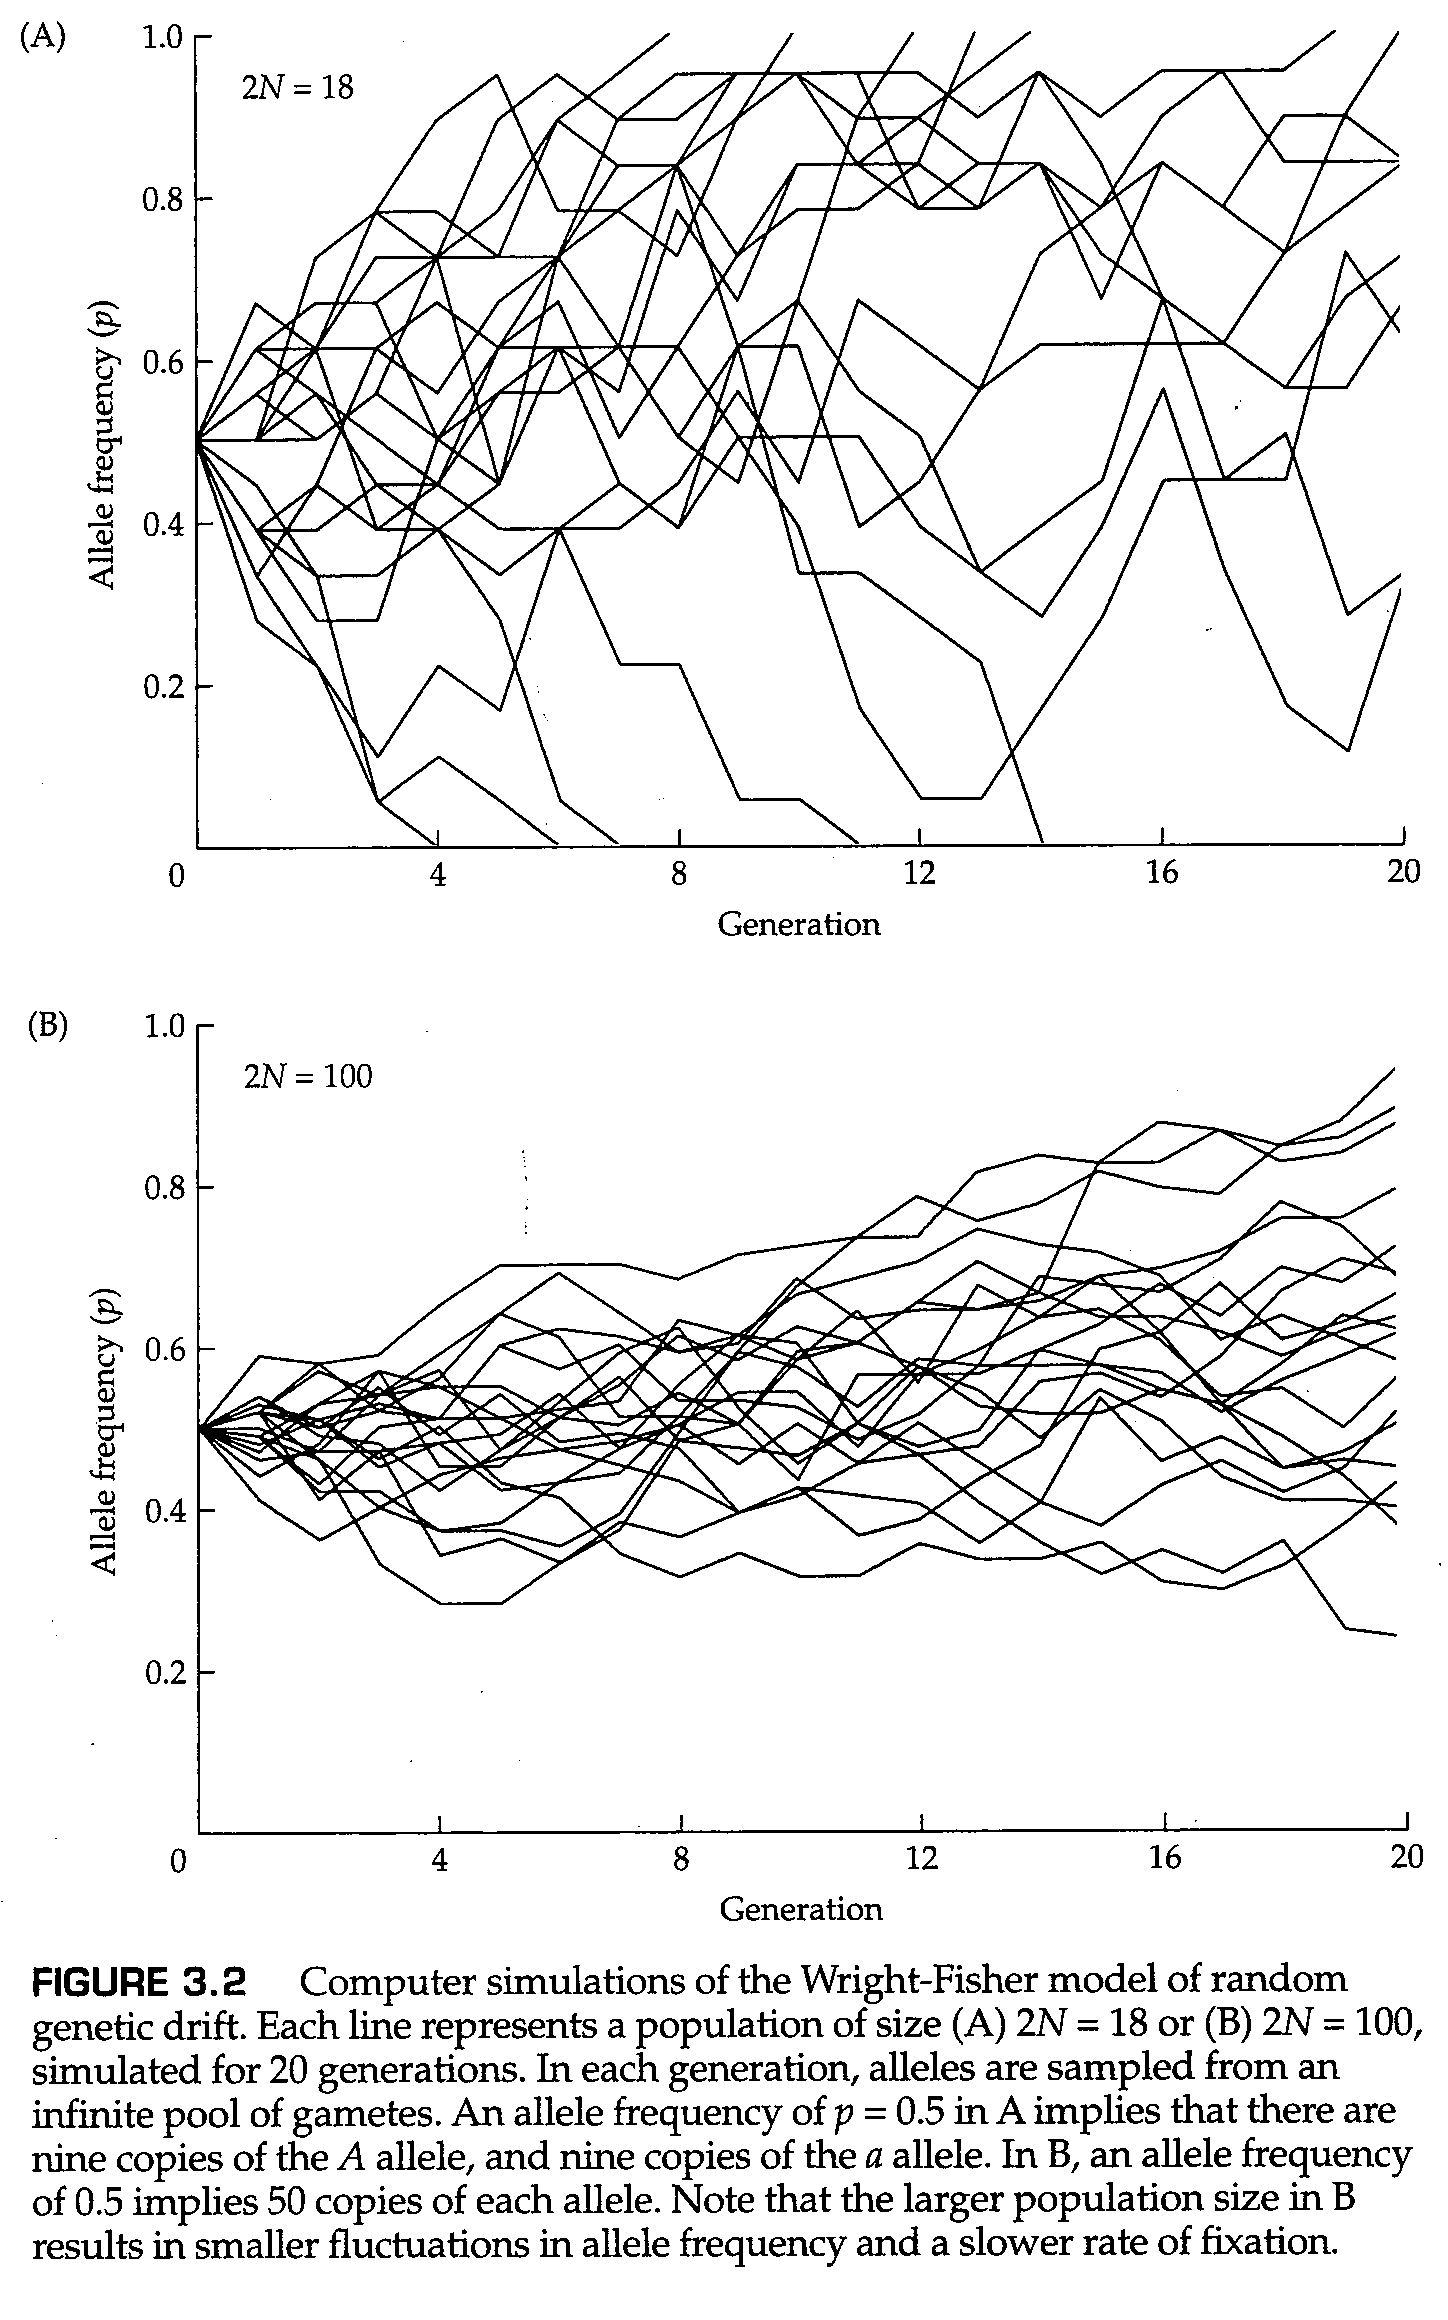 (A)
1.0
2N = 18
0.8
0.6
0.4
0.2
Allele frequency (p)
0
4
8
12
16
20
Generation
(B)
1.0
2N = 100
0.8
0.6
0.4
0.2
Allele frequency (p)
0
4
8
12
16
20
Generation
FIGURE 3.2 Computer simulations of the Wright-Fisher model of random
genetic drift. Each line represents a population of size (A) 2N = 18 or (B) 2N = 100,
simulated for 20 generations. In each generation, alleles are sampled from an
infinite pool of gametes. An allele frequency of p = 0.5 in A implies that there are
nine copies of the A allele, and nine copies of the a allele. In B, an allele frequency
of 0.5 implies 50 copies of each allele. Note that the larger population size in B
results in smaller fluctuations in allele frequency and a slower rate of fixation.